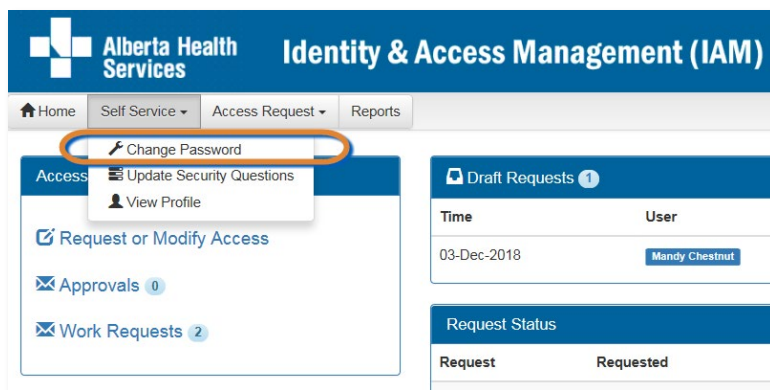 Alberta Health
Services
Identity & Access Management (IAM)
Home Self Service Access Request Reports
Change Password
Update Security Questions
View Profile
Access
Request or Modify Access
Approvals 0
Work Requests 2
Draft Requests 1
Time User
03-Dec-2018 Mandy Chestnut
Request Status
Request Requested